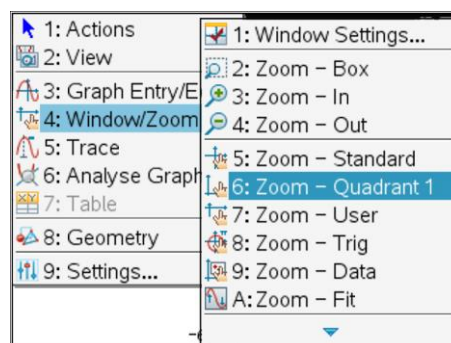 1: Actions
2: View
3: Graph Entry/E
4: Window/Zoom
5: Trace
6: Analyse Graph
7: Table
8: Geometry
9: Settings...
1: Window Settings...
2: Zoom – Box
3: Zoom – In
4: Zoom – Out
5: Zoom – Standard
6: Zoom – Quadrant 1
7: Zoom – User
8: Zoom – Trig
9: Zoom – Data
A: Zoom – Fit